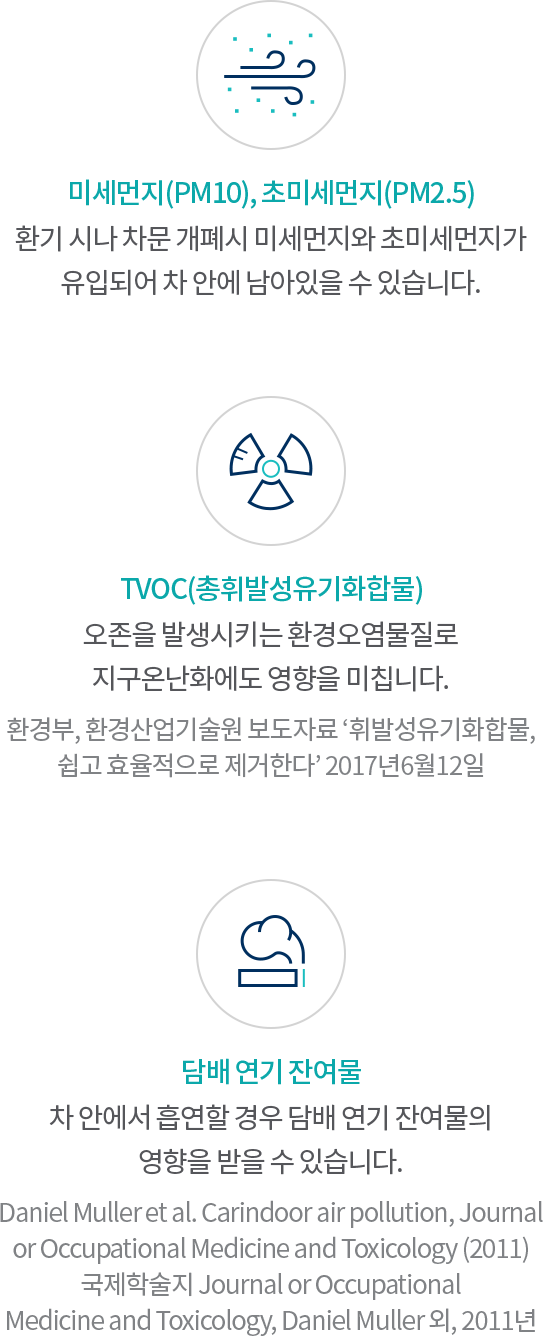 미세먼지(PM10), 초미세먼지(PM2.5)
환기 시나 차문 개폐시 미세먼지와 초미세먼지가
유입되어 차 안에 남아있을 수 있습니다.
TVOC(총휘발성유기화합물)
오존을 발생시키는 환경오염물질로
지구온난화에도 영향을 미칩니다.
환경부, 환경산업기술원 보도자료 ‘휘발성유기화합물,
쉽고 효율적으로 제거한다’ 2017년6월12일
담배 연기 잔여물
차 안에서 흡연할 경우 담배 연기 잔여물의
영향을 받을 수 있습니다.
Daniel Muller et al. Carindoor air pollution, Journal
or Occupational Medicine and Toxicology (2011)
국제학술지 Journal or Occupational
Medicine and Toxicology, Daniel Muller 외, 2011년